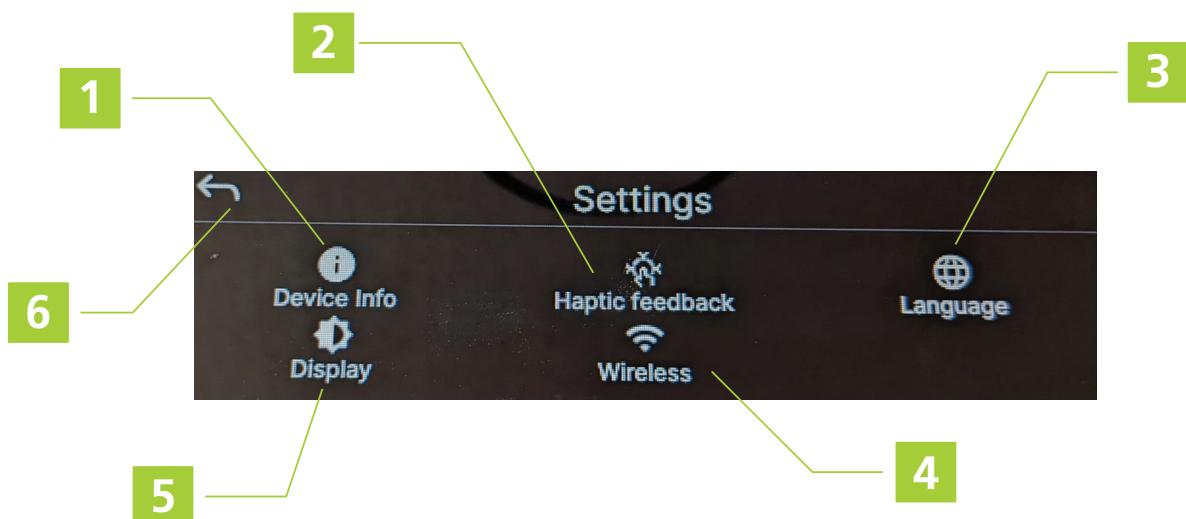 2
3
1
Settings
Device Info
Haptic feedback
Language
6
Display
Wireless
4
5